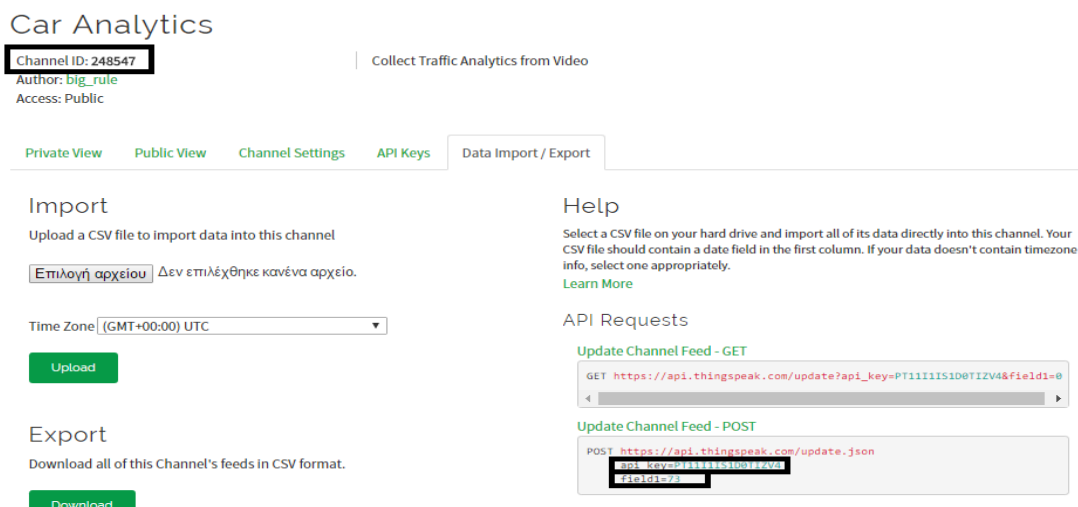 Car Analytics
Channel ID: 248547
Collect Traffic Analytics from Video
Author: big_rule
Access: Public
Private View
Public View
Channel Settings
API Keys
Data Import / Export
Import
Upload a CSV file to import data into this channel
Επιλογή αρχείου Δεν επιλέχθηκε κανένα αρχείο.
Time Zone (GMT+00:00) UTC
Upload
Export
Download all of this Channel's feeds in CSV format.
Download
Help
Select a CSV file on your hard drive and import all of its data directly into this channel. Your
CSV file should contain a date field in the first column. If your data doesn't contain timezone
info, select one appropriately.
Learn More
API Requests
Update Channel Feed - GET
GET https://api.thingspeak.com/update?api_key=PT11I1IS1D0TIZV4&field1=0
Update Channel Feed - POST
POST https://api.thingspeak.com/update.json
api_key=PT11I1IS1D0TIZV4
field1=73